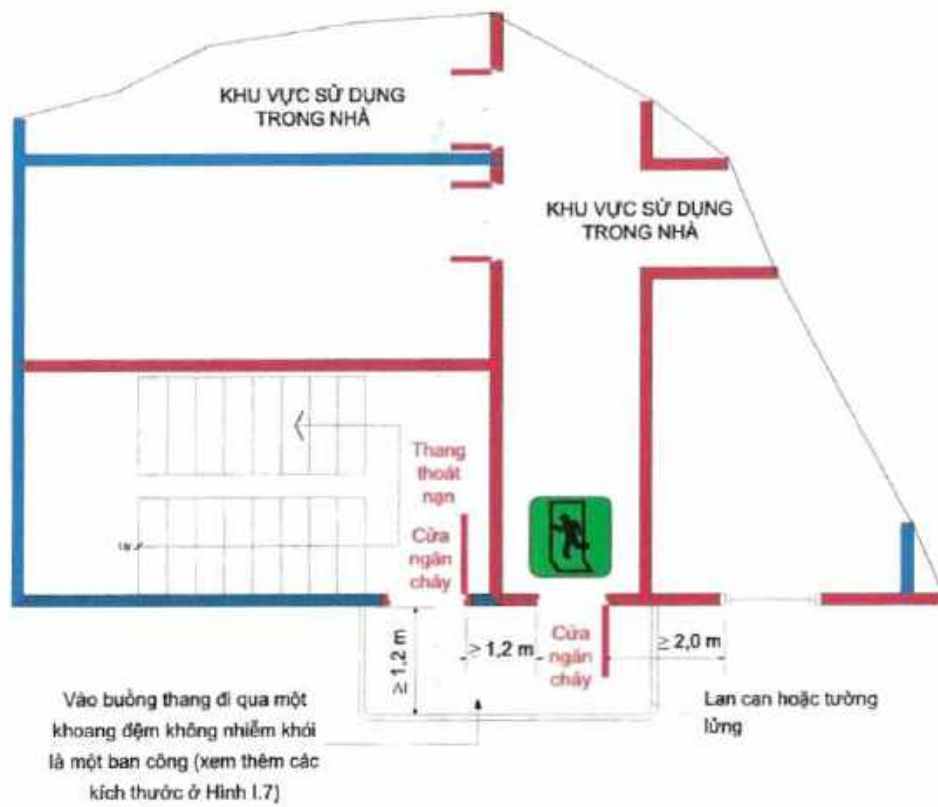 KHU VỰC SỬ DỤNG
TRONG NHÀ
KHU VỰC SỬ DỤNG
TRONG NHÀ
Thang
thoát
nạn
Cửa
ngăn
cháy
≥ 1,2 m
≥ 1,2 m
Cửa
ngăn
cháy
≥ 2,0 m
Vào buồng thang đi qua một
khoang đệm không nhiễm khói
là một ban công (xem thêm các
kích thước ở Hình I.7)
Lan can hoặc tường
lửng